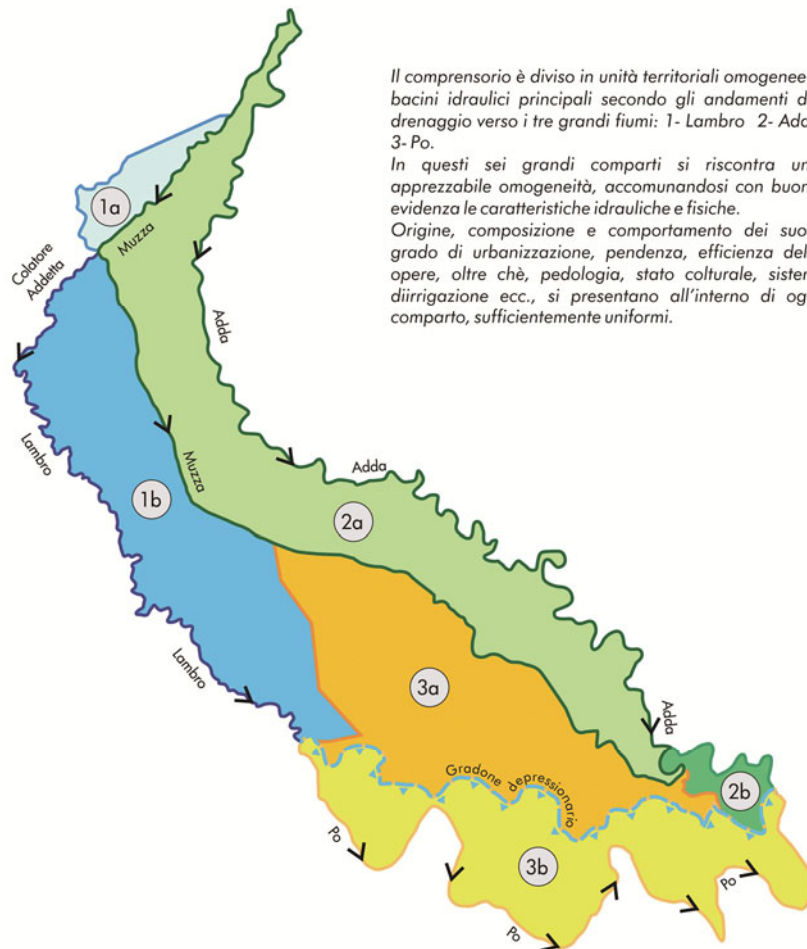 Il comprensorio è diviso in unità territoriali omogenee
bacini idraulici principali secondo gli andamenti d
drenaggio verso i tre grandi fiumi: 1- Lambro 2- Add
3- Po.
In questi sei grandi comparti si riscontra un
apprezzabile omogeneità, accomunandosi con buon
evidenza le caratteristiche idrauliche e fisiche.
Origine, composizione e comportamento dei suo
grado di urbanizzazione, pendenza, efficienza del
opere, oltre chè, pedologia, stato colturale, sister
diirrigazione ecc., si presentano all'interno di og
comparto, sufficientemente uniformi.
1a
Muzza
Colatore
Addetta
Adda
Lambro
Muzza
Adda
1b
2a
Lambro
3a
Adda
Gradone depressionario
2b
Po
3b
Po
Po